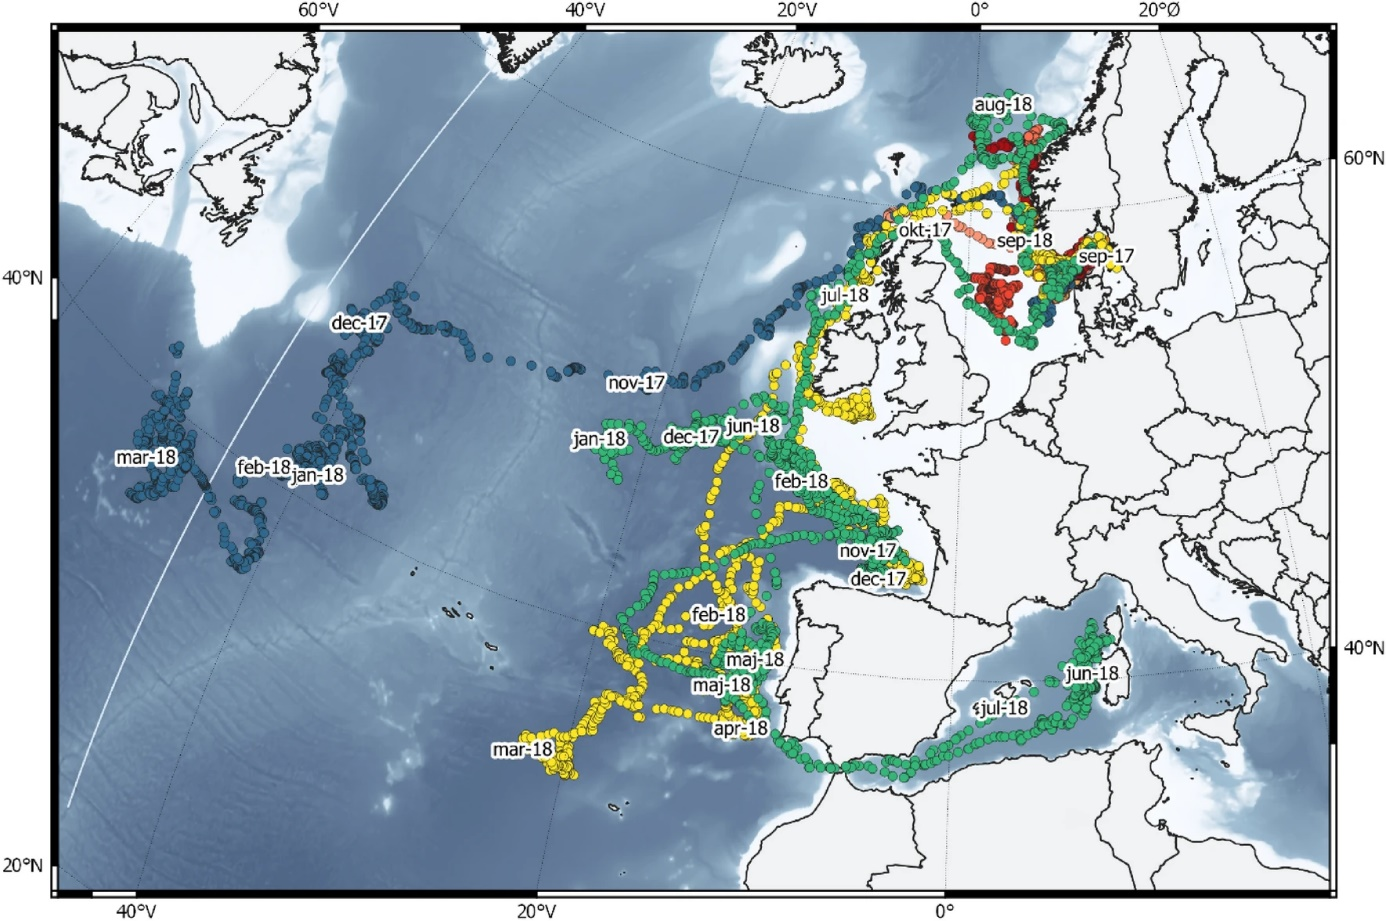 60°V
40°V
20°V
0°
20°Ø
aug-18
60°N
okt-17
sep-18
sep-17
40°N
jul-18
dec-17
nov-17
jan-18
dec-17
jun-18
mar-18
feb-18
jan-18
feb-18
nov-17
dec-17
feb-18
maj-18
40°N
jun-18
maj-18
jul-18
apr-18
mar-18
20°N
40°V
20°V
0°